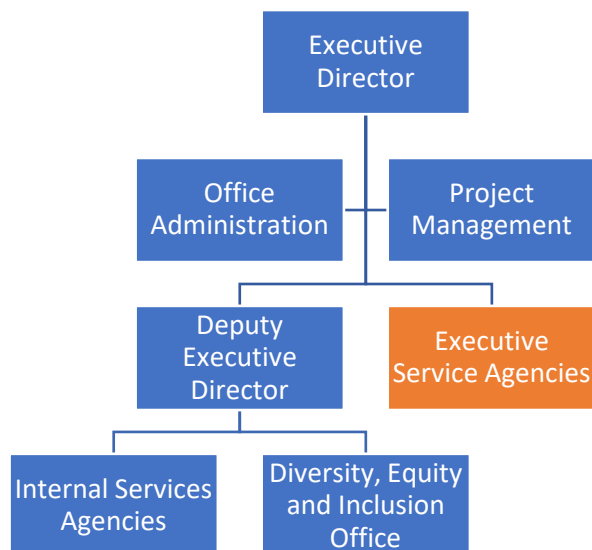 Executive
Director
Office
Administration
Project
Management
Deputy
Executive
Director
Executive
Service Agencies
Internal Services
Agencies
Diversity, Equity
and Inclusion
Office